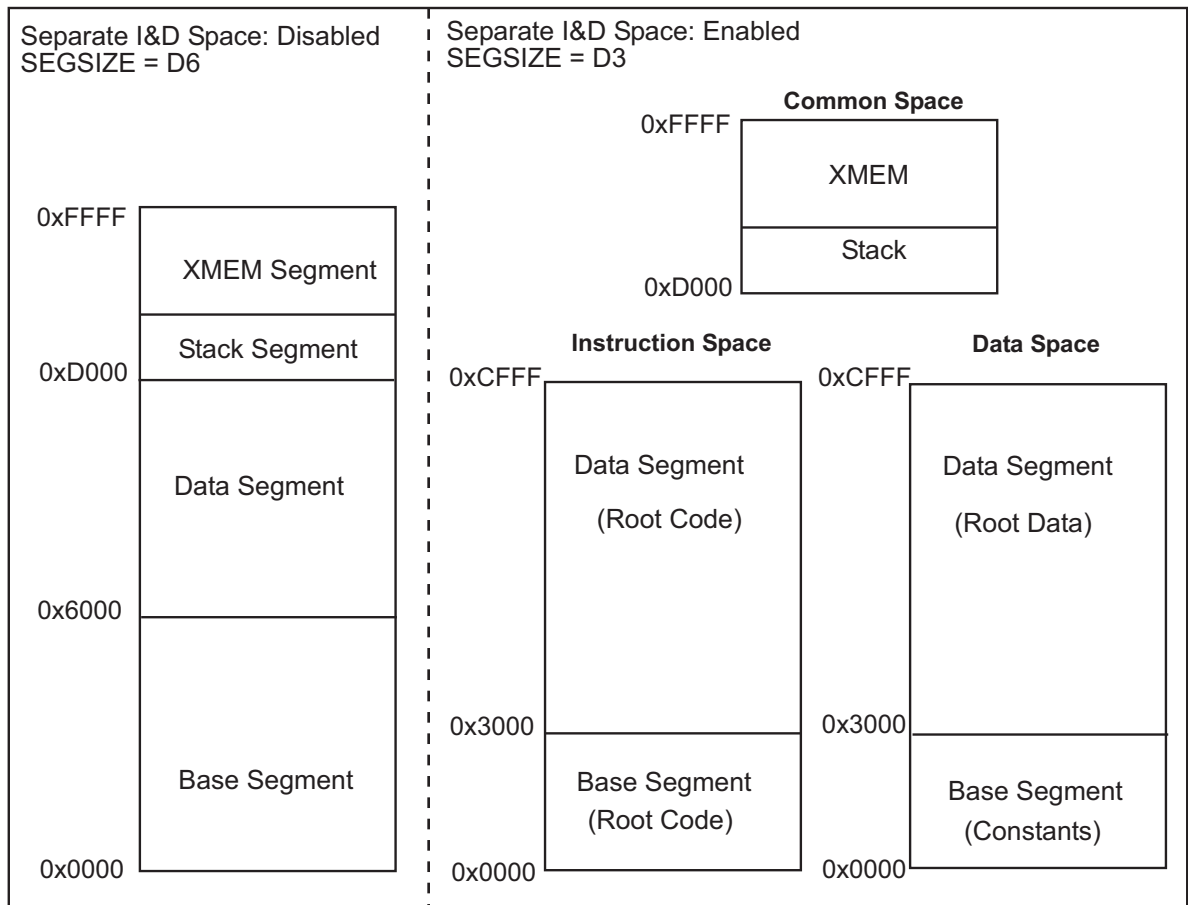 Separate I&D Space: Disabled
SEGSIZE = D6
0xFFFF
XMEM Segment
Stack Segment
0xD000
Data Segment
0x6000
Base Segment
0x0000
Separate I&D Space: Enabled
SEGSIZE = D3
Common Space
0xFFFF
XMEM
Stack
0xD000
Instruction Space
0xCFFF
Data Segment
(Root Code)
0x3000
Base Segment
(Root Code)
0x0000
Data Space
0xCFFF
Data Segment
(Root Data)
0x3000
Base Segment
(Constants)
0x0000